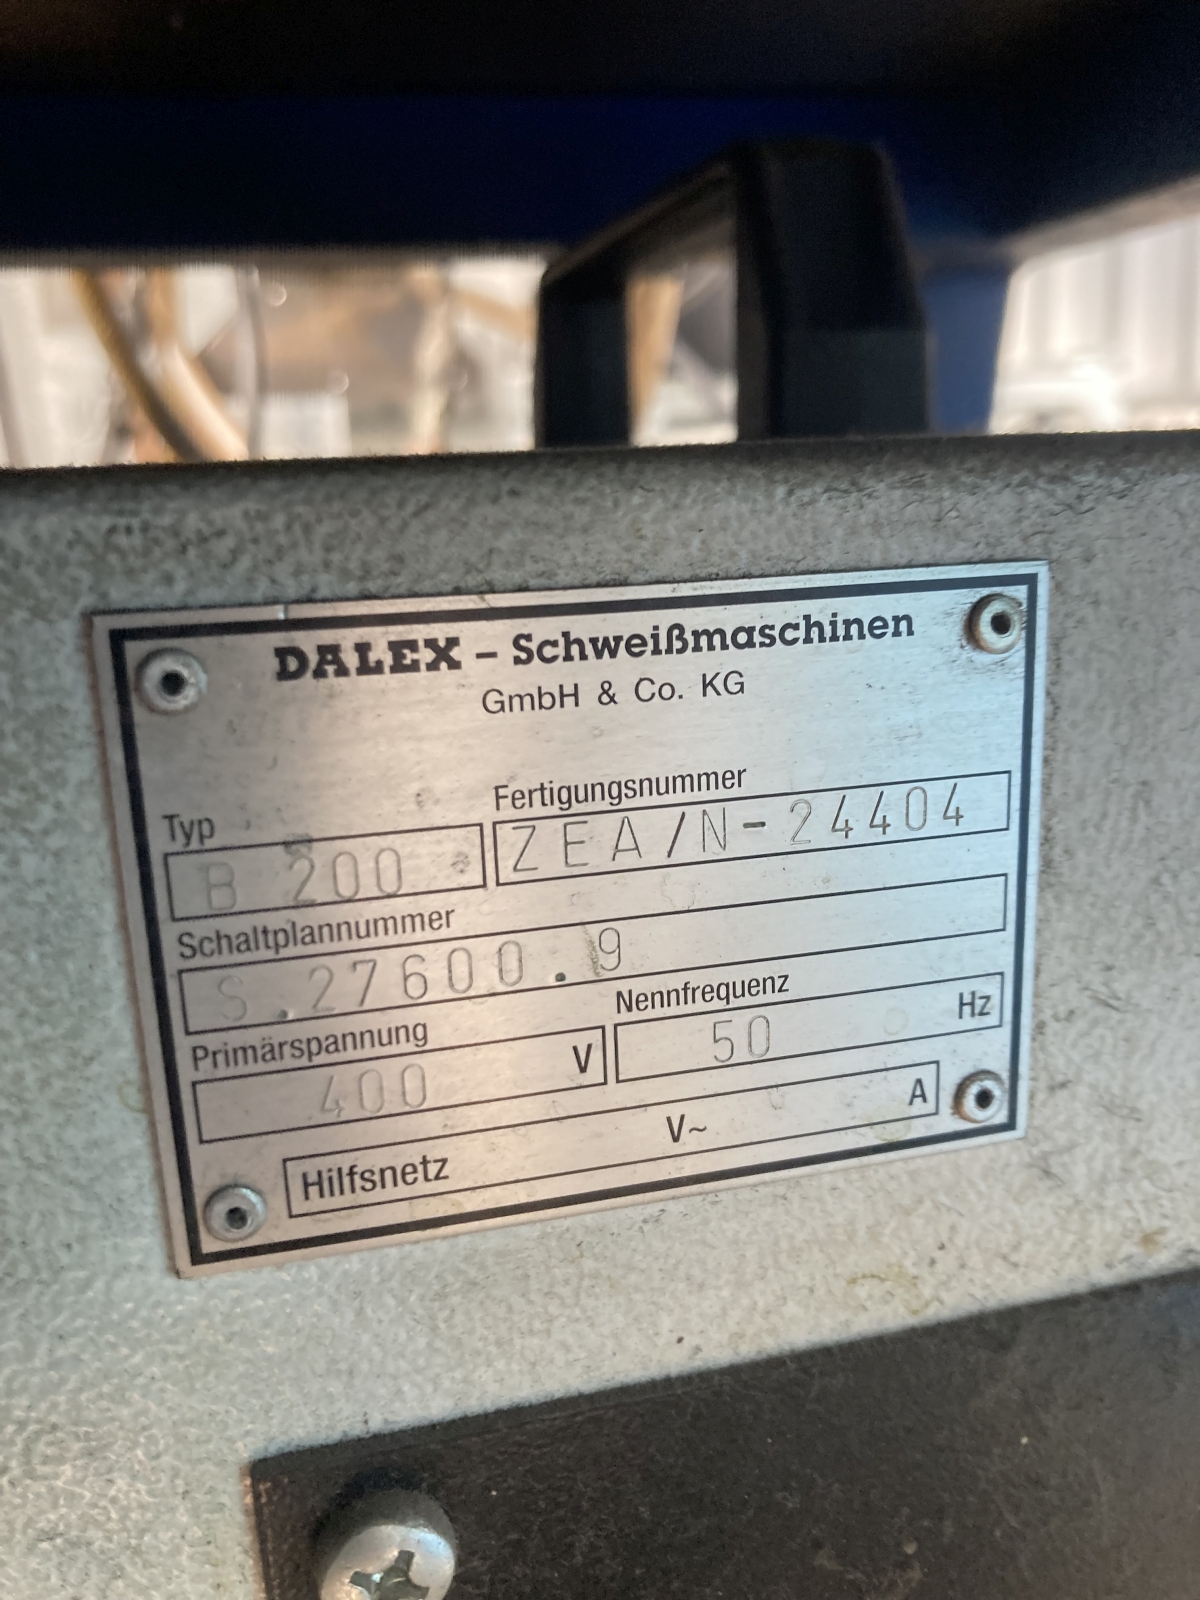 DALEX – Schweißmaschinen
GmbH & Co. KG
Typ Fertigungsnummer
B 200 ZEA/N-24404
Schaltplannummer
S.27600.9
Primärspannung Nennfrequenz
400 V 50 Hz
Hilfsnetz V~ A